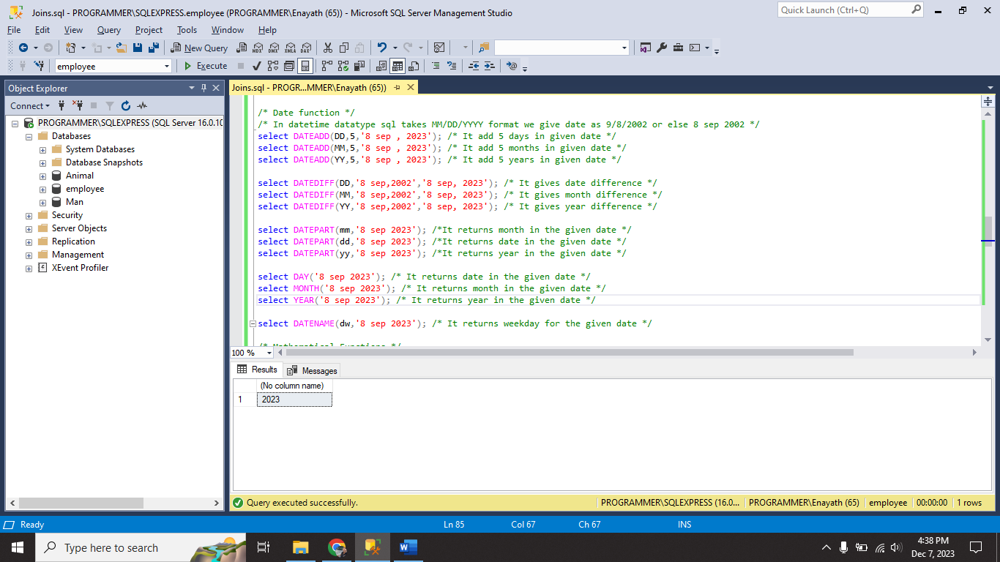 Joins.sql - PROGRAMMER\SQLEXPRESS.employee (PROGRAMMER\Enayath (65)) - Microsoft SQL Server Management Studio
Quick Launch (Ctrl+Q)
File Edit View Query Project Tools Window Help
New Query
MDX DMX XMLA DAX
employee
Execute
Object Explorer
Connect
PROGRAMMER\SQLEXPRESS (SQL Server 16.0.10
Databases
System Databases
Database Snapshots
Animal
employee
Man
Security
Server Objects
Replication
Management
XEvent Profiler
Joins.sql - PROGR...MMER\Enayath (65))
/* Date function */
/* In datetime datatype sql takes MM/DD/YYYY format we give date as 9/8/2002 or else 8 sep 2002 */
select DATEADD(DD,5,'8 sep , 2023'); /* It add 5 days in given date */
select DATEADD(MM,5,'8 sep , 2023'); /* It add 5 months in given date */
select DATEADD(YY,5,'8 sep , 2023'); /* It add 5 years in given date */
select DATEDIFF(DD,'8 sep,2002','8 sep, 2023'); /* It gives date difference */
select DATEDIFF(MM,'8 sep,2002','8 sep, 2023'); /* It gives month difference */
select DATEDIFF(YY,'8 sep,2002','8 sep, 2023'); /* It gives year difference */
select DATEPART(mm,'8 sep 2023'); /*It returns month in the given date */
select DATEPART(dd,'8 sep 2023'); /*It returns date in the given date */
select DATEPART(yy,'8 sep 2023'); /*It returns year in the given date */
select DAY('8 sep 2023'); /* It returns date in the given date */
select MONTH('8 sep 2023'); /* It returns month in the given date */
select YEAR('8 sep 2023'); /* It returns year in the given date */
select DATENAME(dw,'8 sep 2023'); /* It returns weekday for the given date */
/* Mathematical Functions */
100 %
Results Messages
(No column name)
1 2023
Query executed successfully.
PROGRAMMER\SQLEXPRESS (16.0... PROGRAMMER\Enayath (65) employee 00:00:00 1 rows
Ready Ln 85 Col 67 Ch 67 INS
Type here to search
4:38 PM
Dec 7, 2023